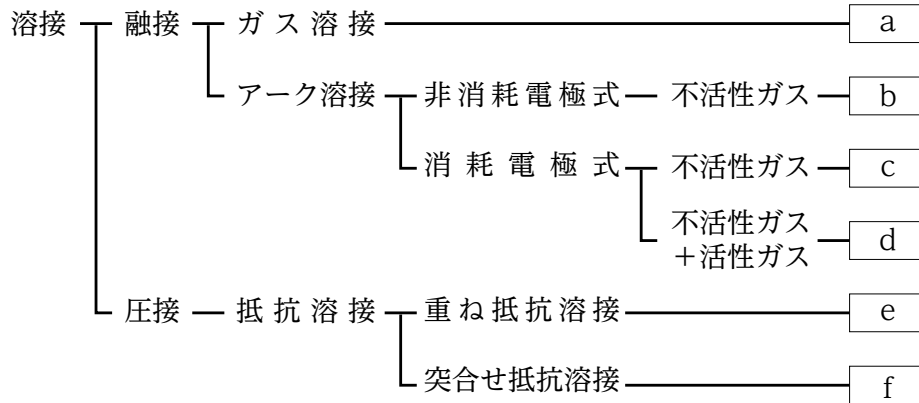 溶接 融接 ガス溶接 a
アーク溶接 非消耗電極式 不活性ガス b
消耗電極式 不活性ガス c
不活性ガス
+活性ガス d
圧接 抵抗溶接 重ね抵抗溶接 e
突合せ抵抗溶接 f